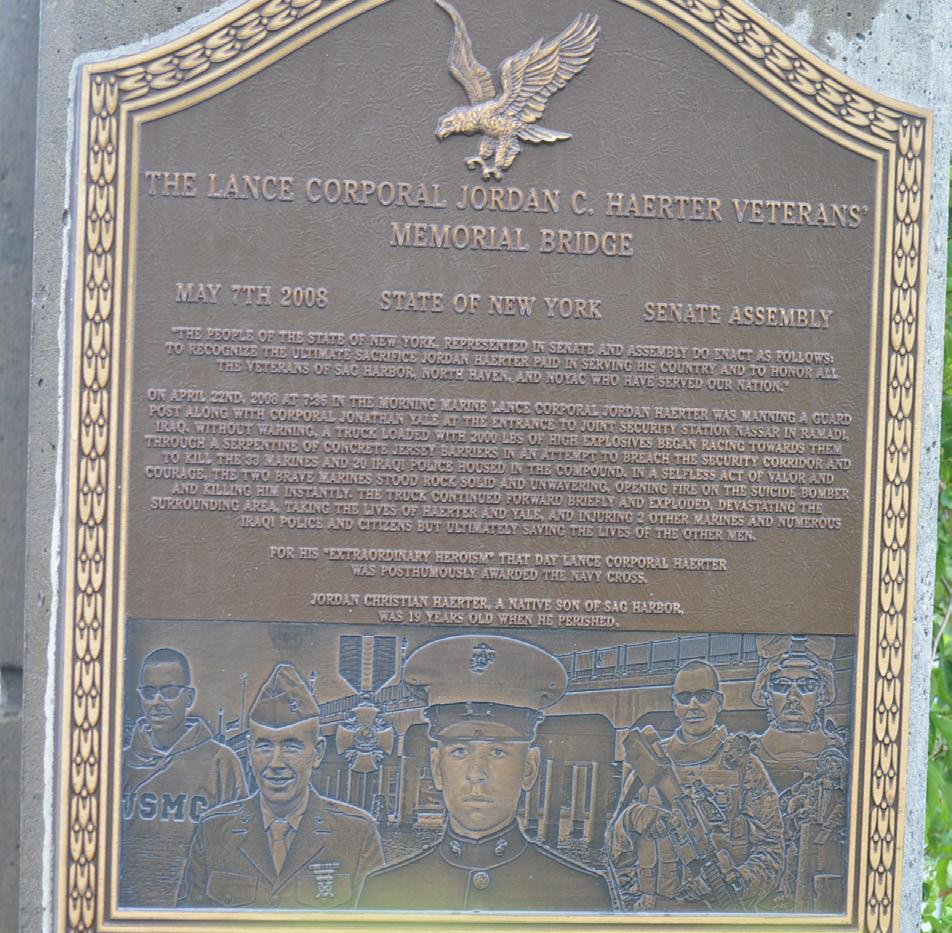 THE LANCE CORPORAL JORDAN C. HAERTER VETERANS'
MEMORIAL BRIDGE
MAY 7TH 2008 STATE OF NEW YORK SENATE ASSEMBLY
"THE PEOPLE OF THE STATE OF NEW YORK, REPRESENTED IN SENATE AND ASSEMBLY DO ENACT AS FOLLOWS:
TO RECOGNIZE THE ULTIMATE SACRIFICE JORDAN HAERTER PAID IN SERVING HIS COUNTRY AND TO HONOR ALL
THE VETERANS OF SAG HARBOR, NORTH HAVEN, AND NOYAC WHO HAVE SERVED OUR NATION."
ON APRIL 22ND, 2008 AT 7:36 IN THE MORNING MARINE LANCE CORPORAL JORDAN HAERTER WAS MANNING A GUARD
POST ALONG WITH CORPORAL JONATHAN YALE AT THE ENTRANCE TO JOINT SECURITY STATION NASSAR IN RAMADI,
IRAQ. WITHOUT WARNING, A TRUCK LOADED WITH 2000 LBS OF HIGH EXPLOSIVES BEGAN RACING TOWARDS THEM
THROUGH A SERPENTINE OF CONCRETE JERSEY BARRIERS IN AN ATTEMPT TO BREACH THE SECURITY CORRIDOR AND
TO KILL THE 33 MARINES AND 20 IRAQI POLICE HOUSED IN THE COMPOUND. IN A SELFLESS ACT OF VALOR AND
COURAGE, THE TWO BRAVE MARINES STOOD ROCK SOLID AND UNWAVERING, OPENING FIRE ON THE SUICIDE BOMBER
AND KILLING HIM INSTANTLY. THE TRUCK CONTINUED FORWARD BRIEFLY AND EXPLODED, DEVASTATING THE
SURROUNDING AREA, TAKING THE LIVES OF HAERTER AND YALE, AND INJURING 2 OTHER MARINES AND NUMEROUS
IRAQI POLICE AND CITIZENS BUT ULTIMATELY SAVING THE LIVES OF THE OTHER MEN.
FOR HIS "EXTRAORDINARY HEROISM" THAT DAY LANCE CORPORAL HAERTER
WAS POSTHUMOUSLY AWARDED THE NAVY CROSS.
JORDAN CHRISTIAN HAERTER, A NATIVE SON OF SAG HARBOR,
WAS 19 YEARS OLD WHEN HE PERISHED.
USMC